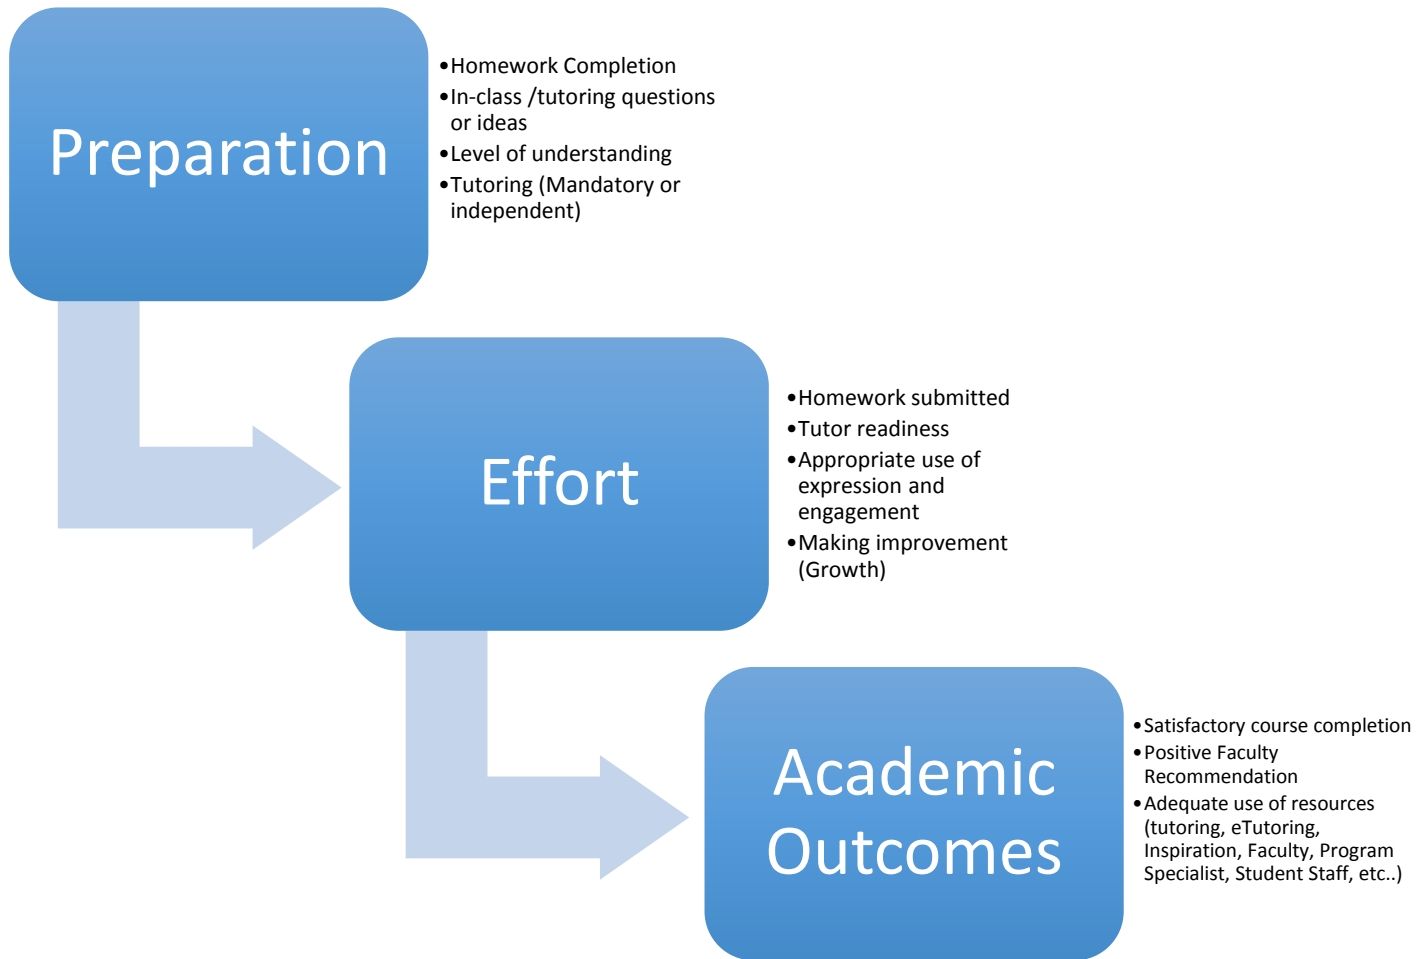 Preparation
•Homework Completion
•In-class /tutoring questions
or ideas
•Level of understanding
•Tutoring (Mandatory or
independent)
Effort
•Homework submitted
•Tutor readiness
•Appropriate use of
expression and
engagement
•Making improvement
(Growth)
Academic
Outcomes
•Satisfactory course completion
•Positive Faculty
Recommendation
•Adequate use of resources
(tutoring, eTutoring,
Inspiration, Faculty, Program
Specialist, Student Staff, etc..)